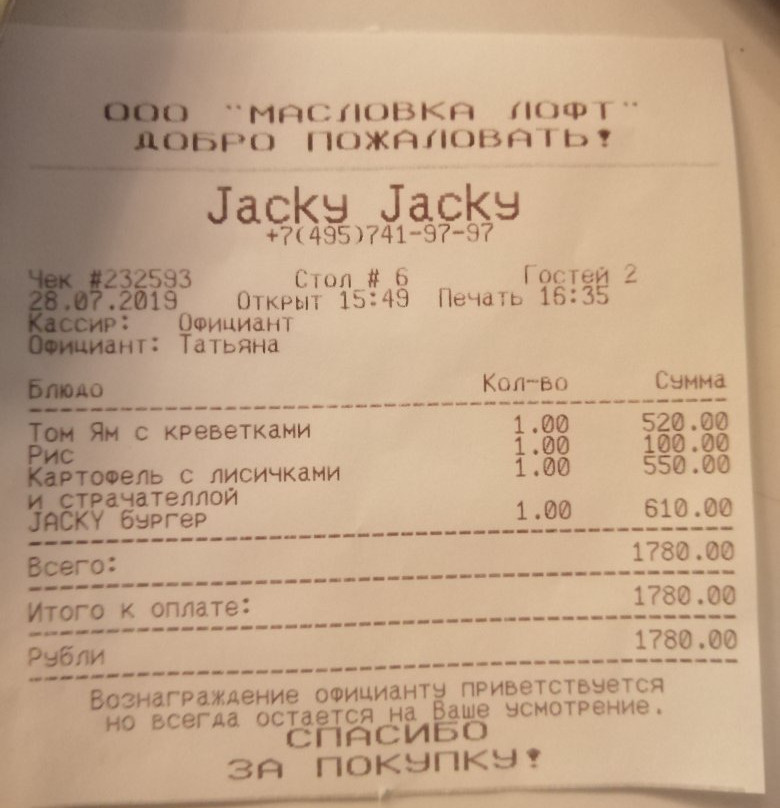 ООО "МАСЛОВКА ЛОФТ"
ДОБРО ПОЖАЛОВАТЬ!
Jacky Jacky
+7(495)741-97-97
Чек #232593 Стол # 6 Гостей 2
28.07.2019 Открыт 15:49 Печать 16:35
Кассир: Официант
Официант: Татьяна
Блюдо Кол-во Сумма
Том Ям с креветками 1.00 520.00
Рис 1.00 100.00
Картофель с лисичками 1.00 550.00
и страчателлой
JACKY бургер 1.00 610.00
Всего: 1780.00
Итого к оплате: 1780.00
Рубли 1780.00
Вознаграждение официанту приветствуется
но всегда остается на Ваше усмотрение.
СПАСИБО
ЗА ПОКУПКУ!